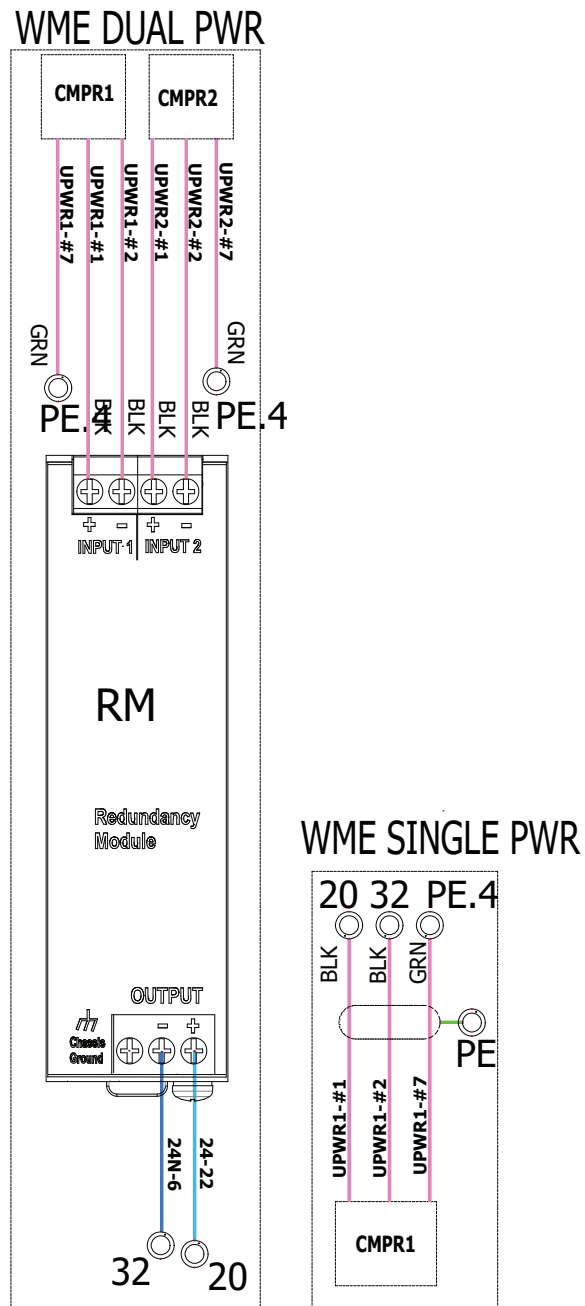 WME DUAL PWR
CMPR1
CMPR2
UPWR1-#7
UPWR1-#1
UPWR1-#2
UPWR2-#1
UPWR2-#2
UPWR2-#7
GRN
GRN
PE.4
BLK
BLK
BLK
BLK
PE.4
+ - + -
INPUT 1
INPUT 2
RM
Redundancy
Module
OUTPUT
- +
Chassis
Ground
24N-6
24-22
32
20
WME SINGLE PWR
20 32 PE.4
BLK
BLK
GRN
PE
UPWR1-#1
UPWR1-#2
UPWR1-#7
CMPR1